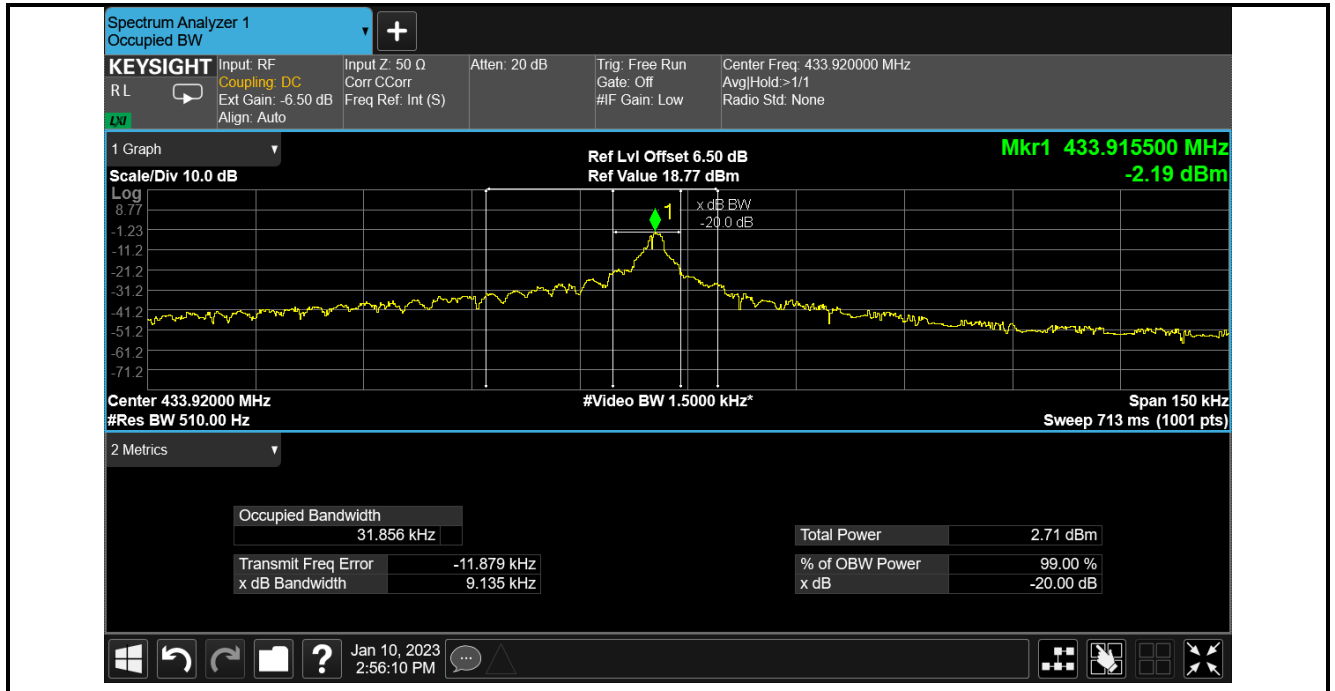 Spectrum Analyzer 1
Occupied BW
+
KEYSIGHT
R L
LXI
Input: RF
Coupling: DC
Ext Gain: -6.50 dB
Align: Auto
Input Z: 50 Ω
Corr CCorr
Freq Ref: Int (S)
Atten: 20 dB
Trig: Free Run
Gate: Off
#IF Gain: Low
Center Freq: 433.920000 MHz
Avg|Hold:>1/1
Radio Std: None
1 Graph
Scale/Div 10.0 dB
Log
Ref Lvl Offset 6.50 dB
Ref Value 18.77 dBm
Mkr1 433.915500 MHz
-2.19 dBm
8.77
-1.23
-11.2
-21.2
-31.2
-41.2
-51.2
-61.2
-71.2
1
x dB BW
-20.0 dB
Center 433.92000 MHz
#Res BW 510.00 Hz
#Video BW 1.5000 kHz*
Span 150 kHz
Sweep 713 ms (1001 pts)
2 Metrics
Occupied Bandwidth
31.856 kHz
Transmit Freq Error -11.879 kHz
x dB Bandwidth 9.135 kHz
Total Power 2.71 dBm
% of OBW Power 99.00 %
x dB -20.00 dB
?
Jan 10, 2023
2:56:10 PM